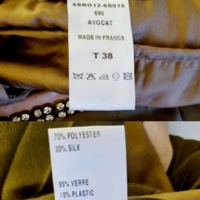 695
AVOCAT
MADE IN FRANCE
T 38
70% POLYESTER
30% SILK
85% VERRE
15% PLASTIC